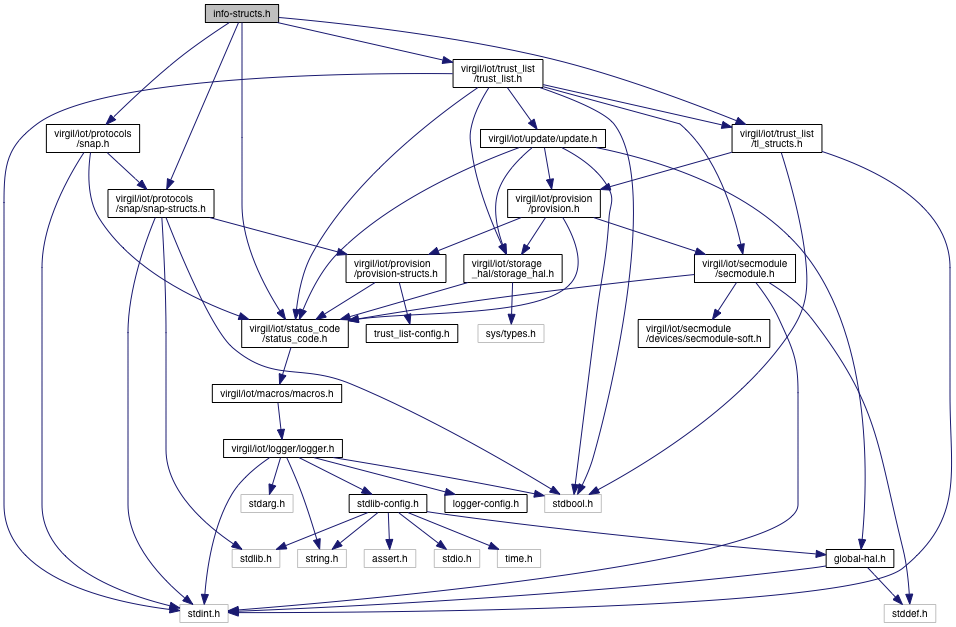 info-structs.h
virgil/iot/trust_list
/trust_list.h
virgil/iot/protocols
/snap.h
virgil/iot/update/update.h
virgil/iot/trust_list
/tl_structs.h
virgil/iot/protocols
/snap/snap-structs.h
virgil/iot/provision
/provision.h
virgil/iot/provision
/provision-structs.h
virgil/iot/storage
_hal/storage_hal.h
virgil/iot/secmodule
/secmodule.h
virgil/iot/status_code
/status_code.h
trust_list-config.h
sys/types.h
virgil/iot/secmodule
/devices/secmodule-soft.h
virgil/iot/macros/macros.h
virgil/iot/logger/logger.h
stdarg.h
stdlib-config.h
logger-config.h
stdbool.h
stdlib.h
string.h
assert.h
stdio.h
time.h
global-hal.h
stdint.h
stddef.h